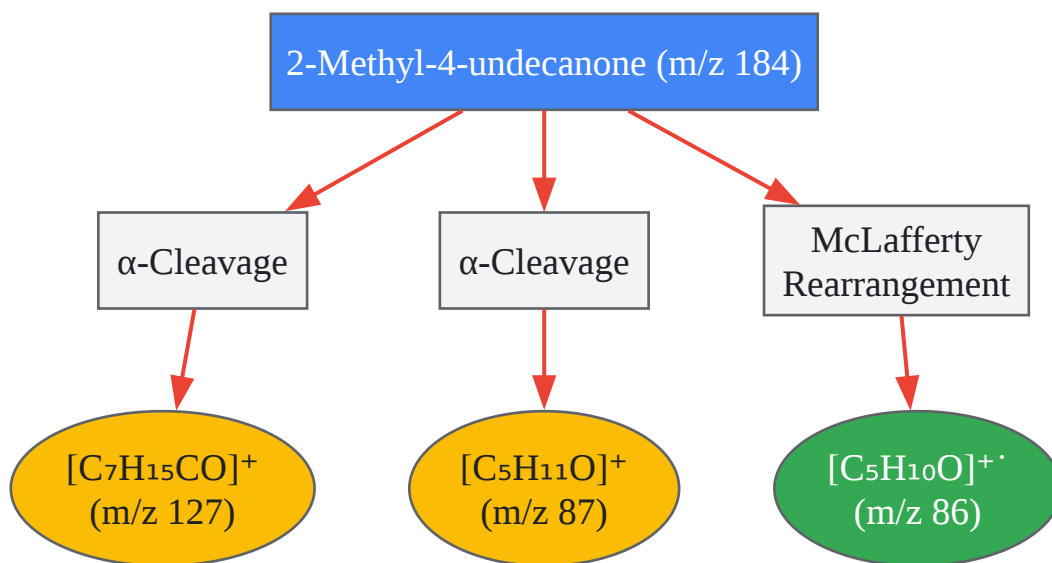 2-Methyl-4-undecanone (m/z 184)
α-Cleavage
α-Cleavage
McLafferty
Rearrangement
[C₇H₁₅CO]⁺
(m/z 127)
[C₅H₁₁O]⁺
(m/z 87)
[C₅H₁₀O]⁺˙
(m/z 86)